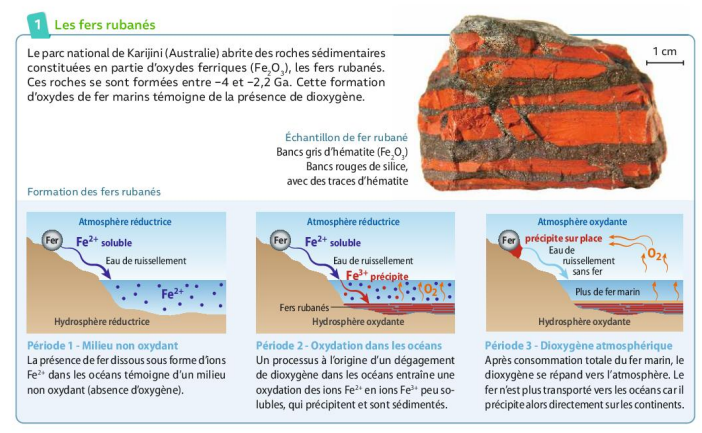 1 Les fers rubanés
Le parc national de Karijini (Australie) abrite des roches sédimentaires
constituées en partie d'oxydes ferriques (Fe2O3), les fers rubanés.
Ces roches se sont formées entre −4 et −2,2 Ga. Cette formation
d'oxydes de fer marins témoigne de la présence de dioxygène.
1 cm
Échantillon de fer rubané
Bancs gris d'hématite (Fe2O3)
Bancs rouges de silice,
avec des traces d'hématite
Formation des fers rubanés
Atmosphère réductrice
Fer
Fe2+ soluble
Eau de ruissellement
Fe2+
Hydrosphère réductrice
Période 1 - Milieu non oxydant
La présence de fer dissous sous forme d'ions
Fe2+ dans les océans témoigne d'un milieu
non oxydant (absence d'oxygène).
Atmosphère réductrice
Fer
Fe2+ soluble
Eau de ruissellement
Fe3+ précipite
O2
Fers rubanés
Hydrosphère oxydante
Période 2 - Oxydation dans les océans
Un processus à l'origine d'un dégagement
de dioxygène dans les océans entraîne une
oxydation des ions Fe2+ en ions Fe3+ peu so-
lubles, qui précipitent et sont sédimentés.
Atmosphère oxydante
Fer
précipite sur place
Eau de
ruissellement
sans fer
O2
Plus de fer marin
Hydrosphère oxydante
Période 3 - Dioxygène atmosphérique
Après consommation totale du fer marin, le
dioxygène se répand vers l'atmosphère. Le
fer n'est plus transporté vers les océans car il
précipite alors directement sur les continents.